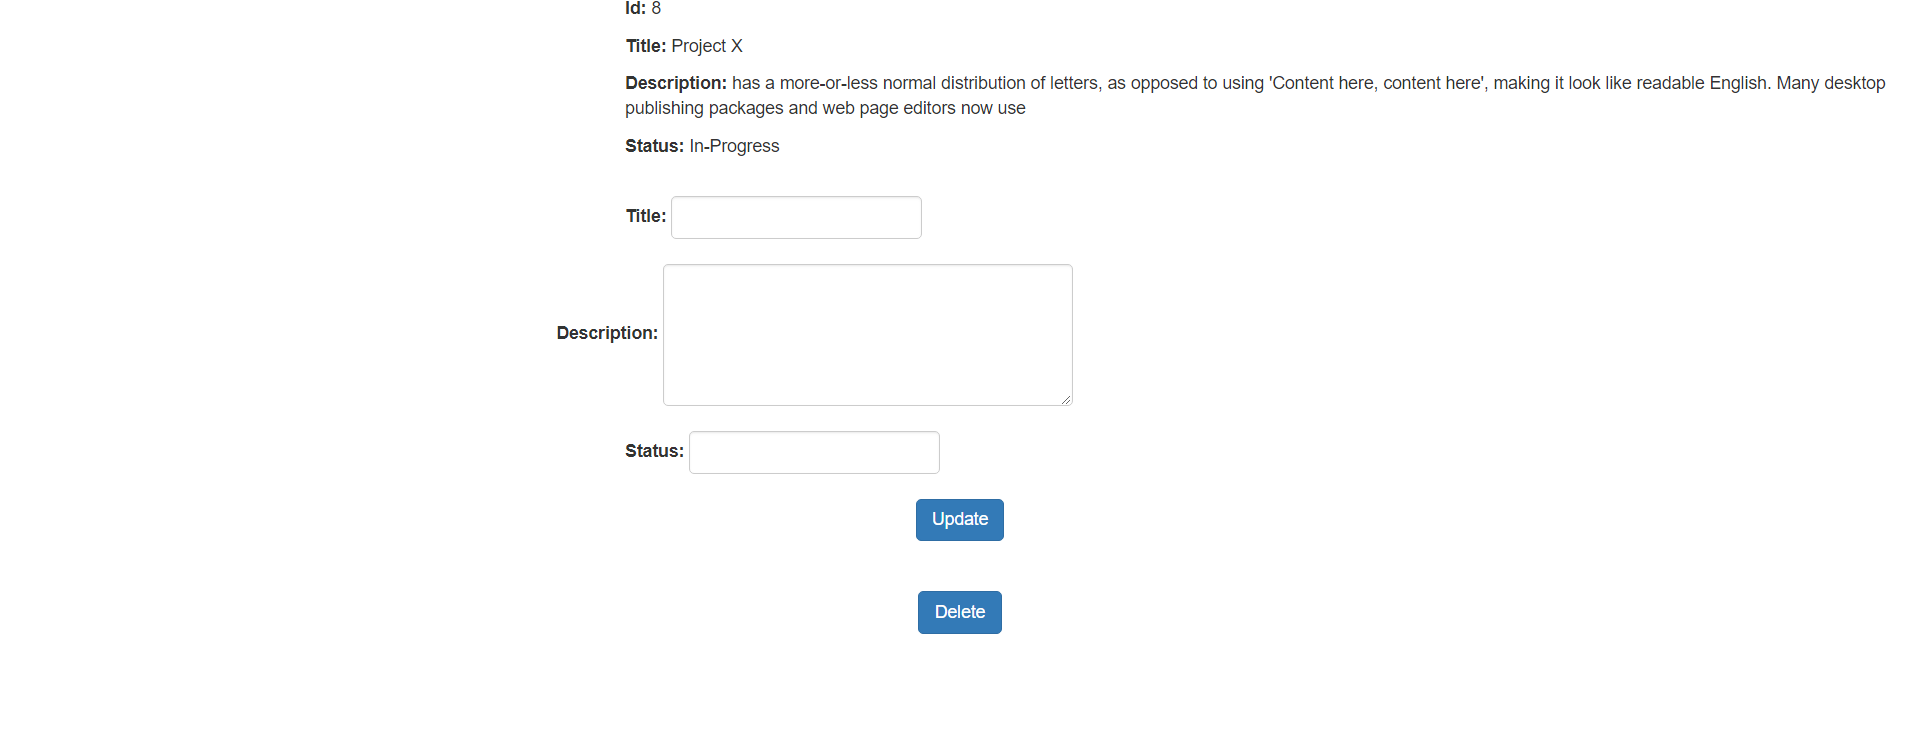 Id: 8
Title: Project X
Description: has a more-or-less normal distribution of letters, as opposed to using 'Content here, content here', making it look like readable English. Many desktop
publishing packages and web page editors now use
Status: In-Progress
Title:
Description:
Status:
Update
Delete